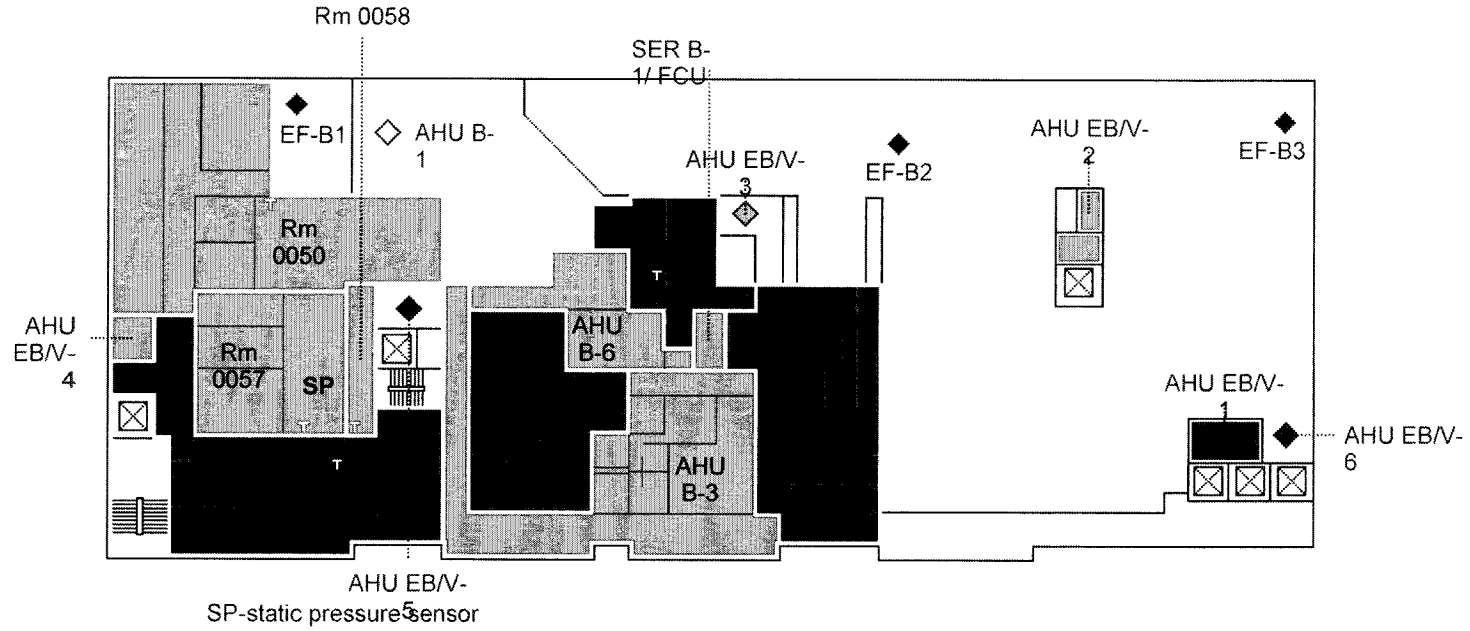 Rm 0058
SER B-
1/ FCU
EF-B1
AHU B-
1
AHU EB/V-
3
EF-B2
AHU EB/V-
2
EF-B3
Rm
0050
T
T
AHU
EB/V-
4
Rm
0057
SP
AHU
B-6
T
T
T
AHU
B-3
AHU EB/V-
1
AHU EB/V-
6
AHU EB/V-
5
SP-static pressure sensor